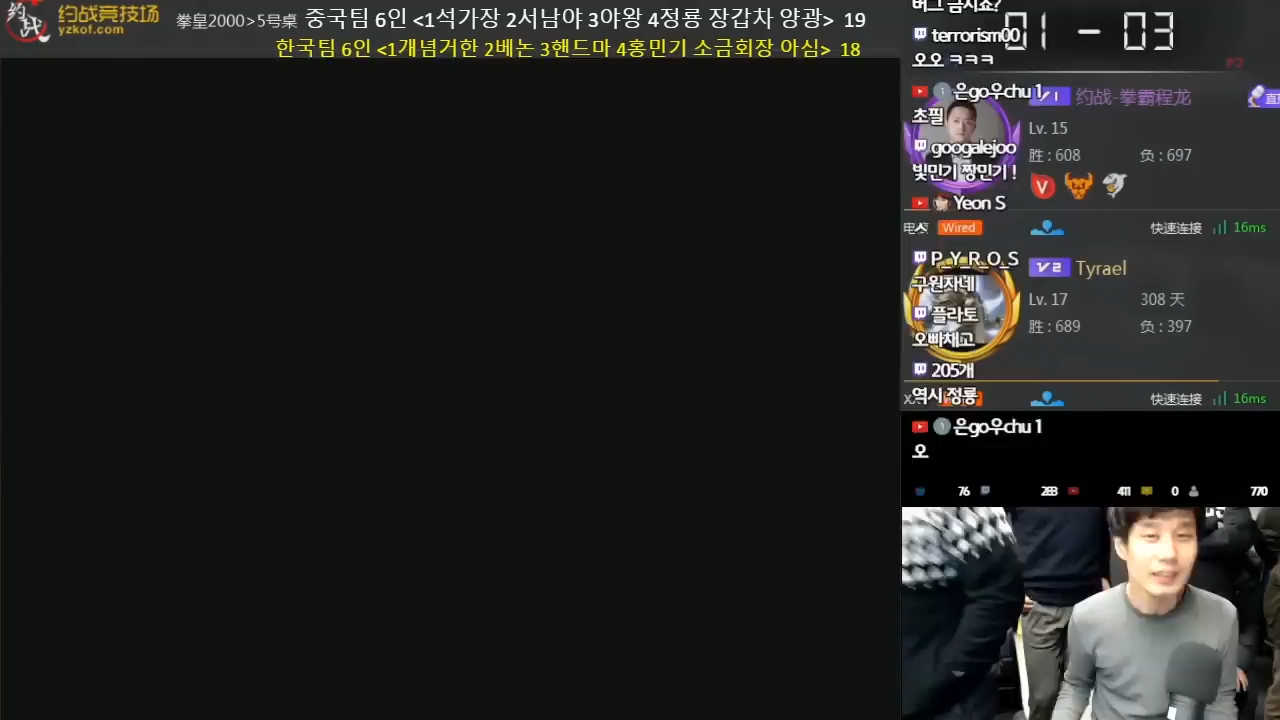 约战
约战竞技场
yzkof.com
拳皇2000>5号桌
중국팀 6인 <1석가장 2서남아 3야왕 4정룡 장갑차 양광> 19
한국팀 6인 <1개념거한 2베논 3핸드마 4홍민기 소금회장 아심> 18
버그 금지죠?
terrorism00
오오 ㅋㅋㅋ
01 - 03
P2
은go우chu 1
초필
V1
约战-拳霸程龙
Lv. 15
googalejoo
胜 : 608
负 : 697
빛민기 짱민기 !
V
Yeon S
Wired
快速连接
16ms
P_Y_R_O_S
구원자네
V2
Tyrael
Lv. 17
308 天
플라토
胜 : 689
负 : 397
오빠채고
205개
역시 정룡
快速连接
16ms
은go우chu 1
오
76
283
411
0
770